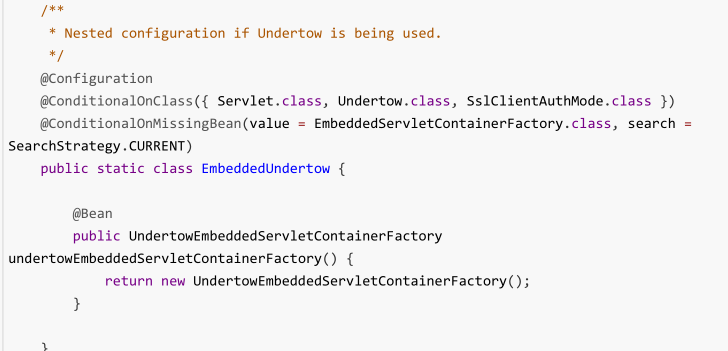 /**
 * Nested configuration if Undertow is being used.
 */
@Configuration
@ConditionalOnClass({ Servlet.class, Undertow.class, SslClientAuthMode.class })
@ConditionalOnMissingBean(value = EmbeddedServletContainerFactory.class, search =
SearchStrategy.CURRENT)
public static class EmbeddedUndertow {
@Bean
public UndertowEmbeddedServletContainerFactory
undertowEmbeddedServletContainerFactory() {
return new UndertowEmbeddedServletContainerFactory();
}
}